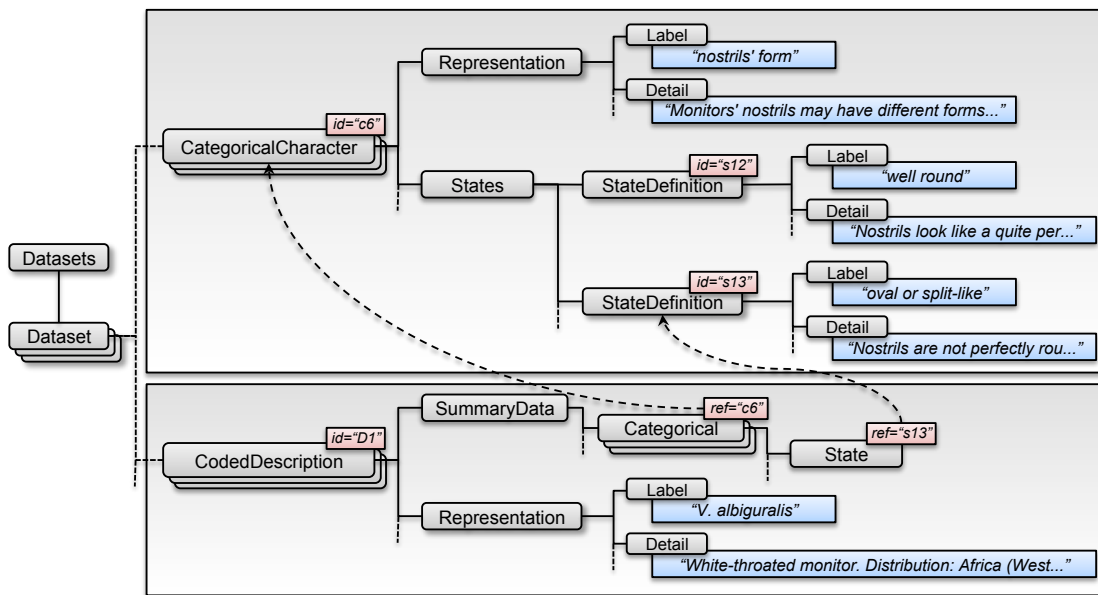 Label
“nostrils' form”
Representation
Detail
“Monitors' nostrils may have different forms...”
id=“c6”
CategoricalCharacter
Label
id=“s12”
“well round”
States
StateDefinition
Detail
“Nostrils look like a quite per...”
Datasets
Label
id=“s13”
“oval or split-like”
StateDefinition
Detail
Dataset
“Nostrils are not perfectly rou...”
SummaryData
ref=“c6”
Categorical
ref=“s13”
id=“D1”
State
CodedDescription
Label
“V. albiguralis”
Representation
Detail
“White-throated monitor. Distribution: Africa (West...”